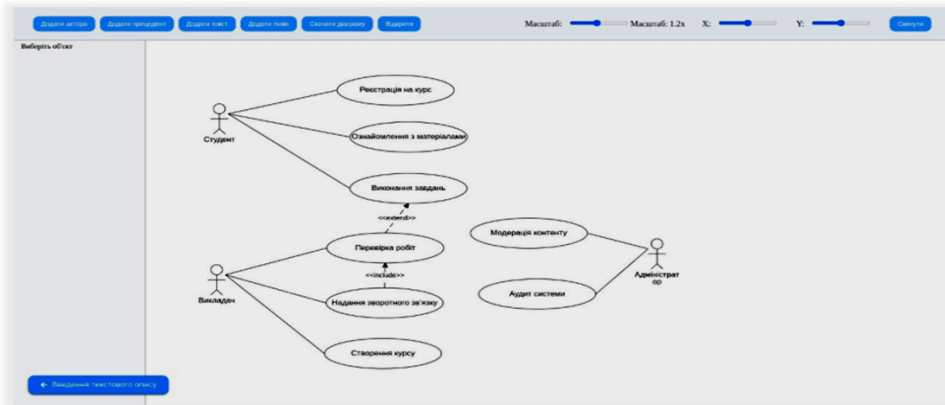 Додати актора Додати прецедент Додати текст Додати лінію Скачати діаграму Відкрити Масштаб: Масштаб: 1.2x X: Y: Скинути
Виберіть об'єкт
Реєстрація на курс
Ознайомлення з матеріалами
Студент
Виконання завдань
<<extend>>
Модерація контенту
Перевірка робіт
Адміністрат
ор
<<include>>
Викладач
Аудит системи
Надання зворотного зв'язку
Створення курсу
← Введення текстового опису